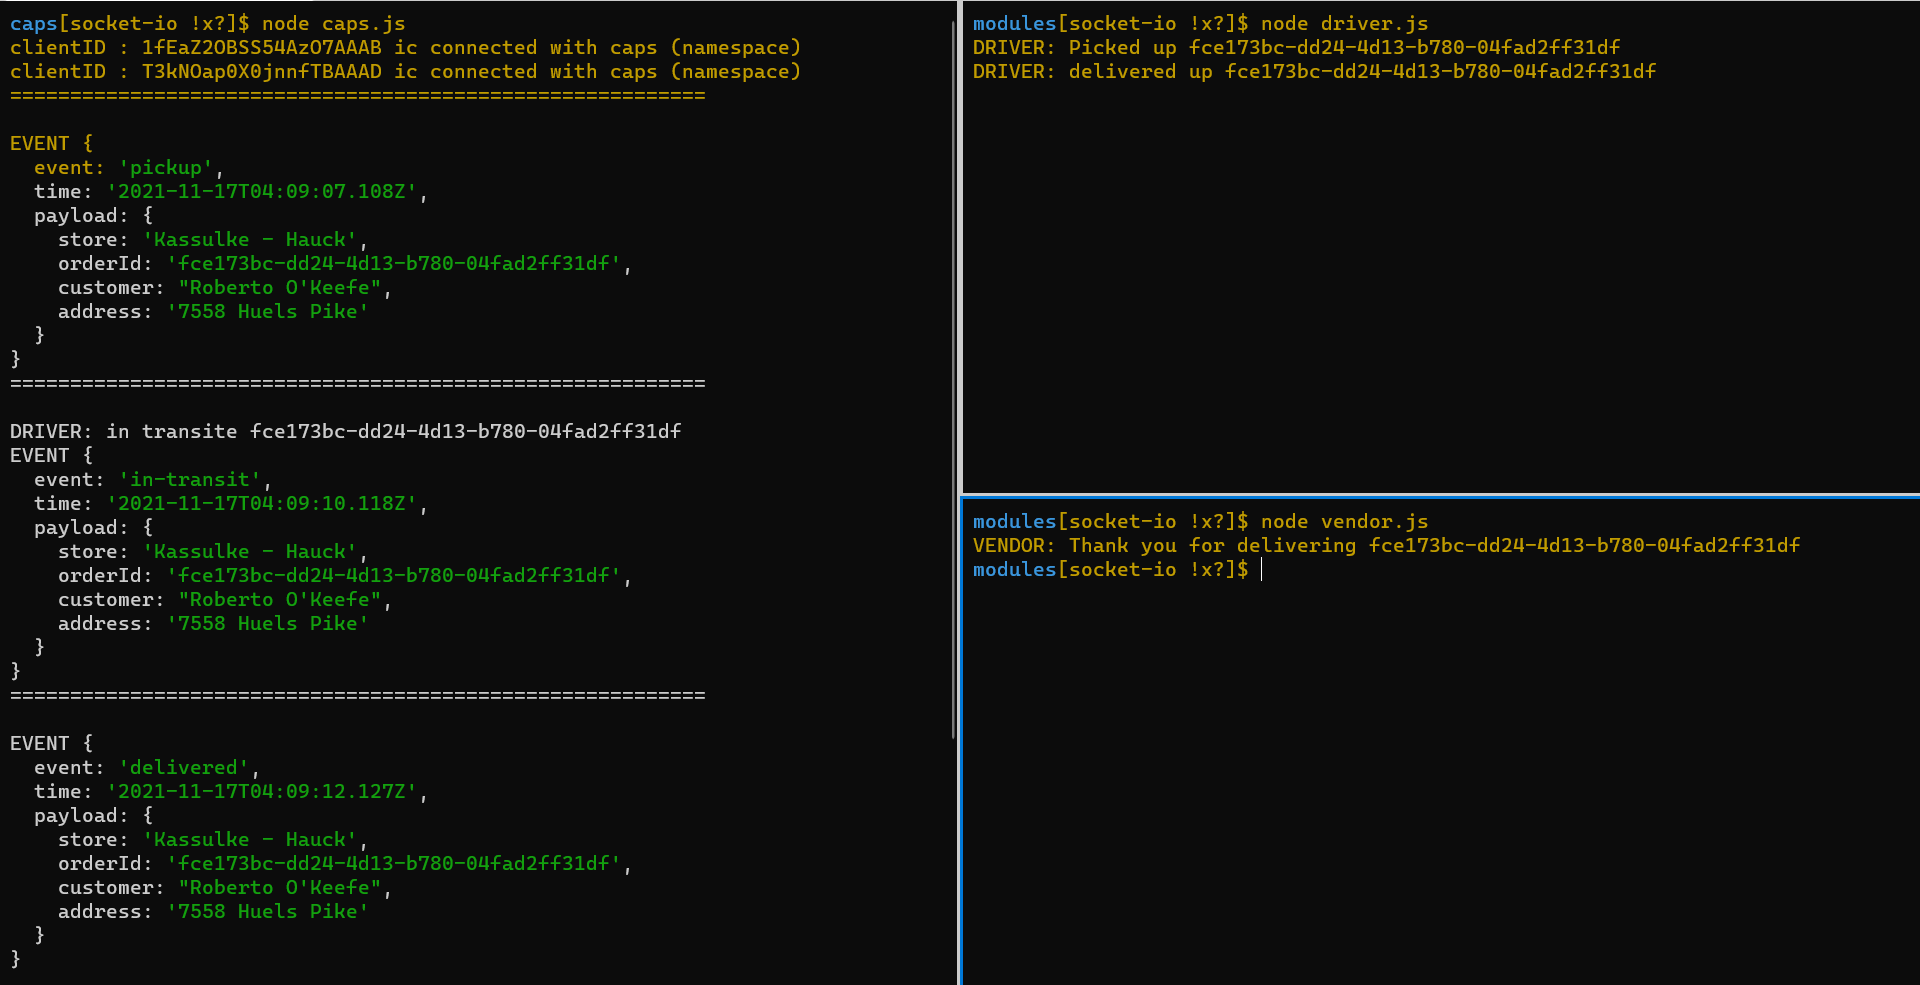 caps[socket-io !x?]$ node caps.js
clientID : 1fEaZ2OBSS54AzO7AAAB ic connected with caps (namespace)
clientID : T3kNOap0X0jnnfTBAAAD ic connected with caps (namespace)
==========================================================
EVENT {
  event: 'pickup',
  time: '2021-11-17T04:09:07.108Z',
  payload: {
    store: 'Kassulke - Hauck',
    orderId: 'fce173bc-dd24-4d13-b780-04fad2ff31df',
    customer: "Roberto O'Keefe",
    address: '7558 Huels Pike'
  }
}
==========================================================
DRIVER: in transite fce173bc-dd24-4d13-b780-04fad2ff31df
EVENT {
  event: 'in-transit',
  time: '2021-11-17T04:09:10.118Z',
  payload: {
    store: 'Kassulke - Hauck',
    orderId: 'fce173bc-dd24-4d13-b780-04fad2ff31df',
    customer: "Roberto O'Keefe",
    address: '7558 Huels Pike'
  }
}
==========================================================
EVENT {
  event: 'delivered',
  time: '2021-11-17T04:09:12.127Z',
  payload: {
    store: 'Kassulke - Hauck',
    orderId: 'fce173bc-dd24-4d13-b780-04fad2ff31df',
    customer: "Roberto O'Keefe",
    address: '7558 Huels Pike'
  }
}
modules[socket-io !x?]$ node driver.js
DRIVER: Picked up fce173bc-dd24-4d13-b780-04fad2ff31df
DRIVER: delivered up fce173bc-dd24-4d13-b780-04fad2ff31df
modules[socket-io !x?]$ node vendor.js
VENDOR: Thank you for delivering fce173bc-dd24-4d13-b780-04fad2ff31df
modules[socket-io !x?]$